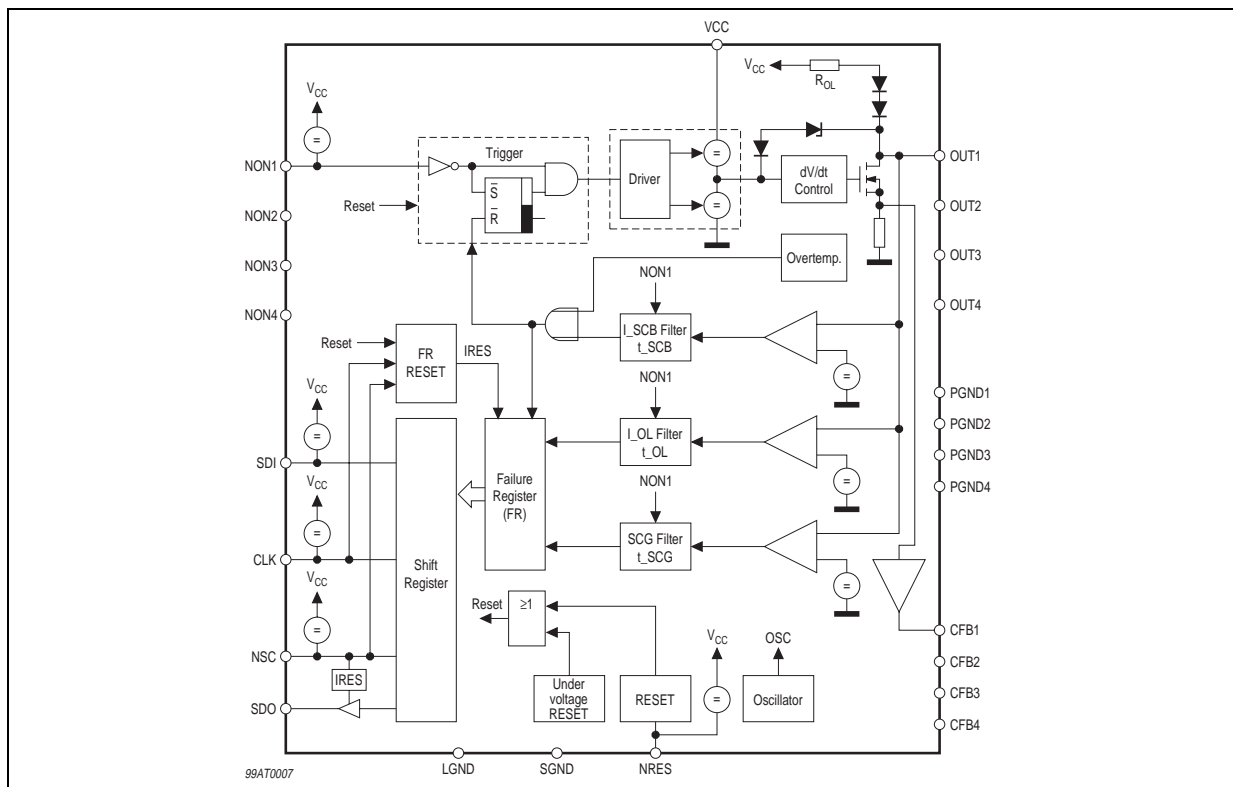 VCC
VCC
ROL
VCC
NON1
Trigger
S
R
Reset
Driver
dV/dt
Control
OUT1
NON2
OUT2
NON3
Overtemp.
OUT3
NON4
OUT4
NON1
I_SCB Filter
t_SCB
Reset
FR
RESET
IRES
VCC
NON1
PGND1
PGND2
PGND3
PGND4
SDI
I_OL Filter
t_OL
VCC
Failure
Register
(FR)
NON1
SCG Filter
t_SCG
CLK
Shift
Register
VCC
Reset
≥1
NSC
IRES
SDO
Under
voltage
RESET
RESET
VCC
OSC
Oscillator
CFB1
CFB2
CFB3
CFB4
LGND
SGND
NRES
99AT0007